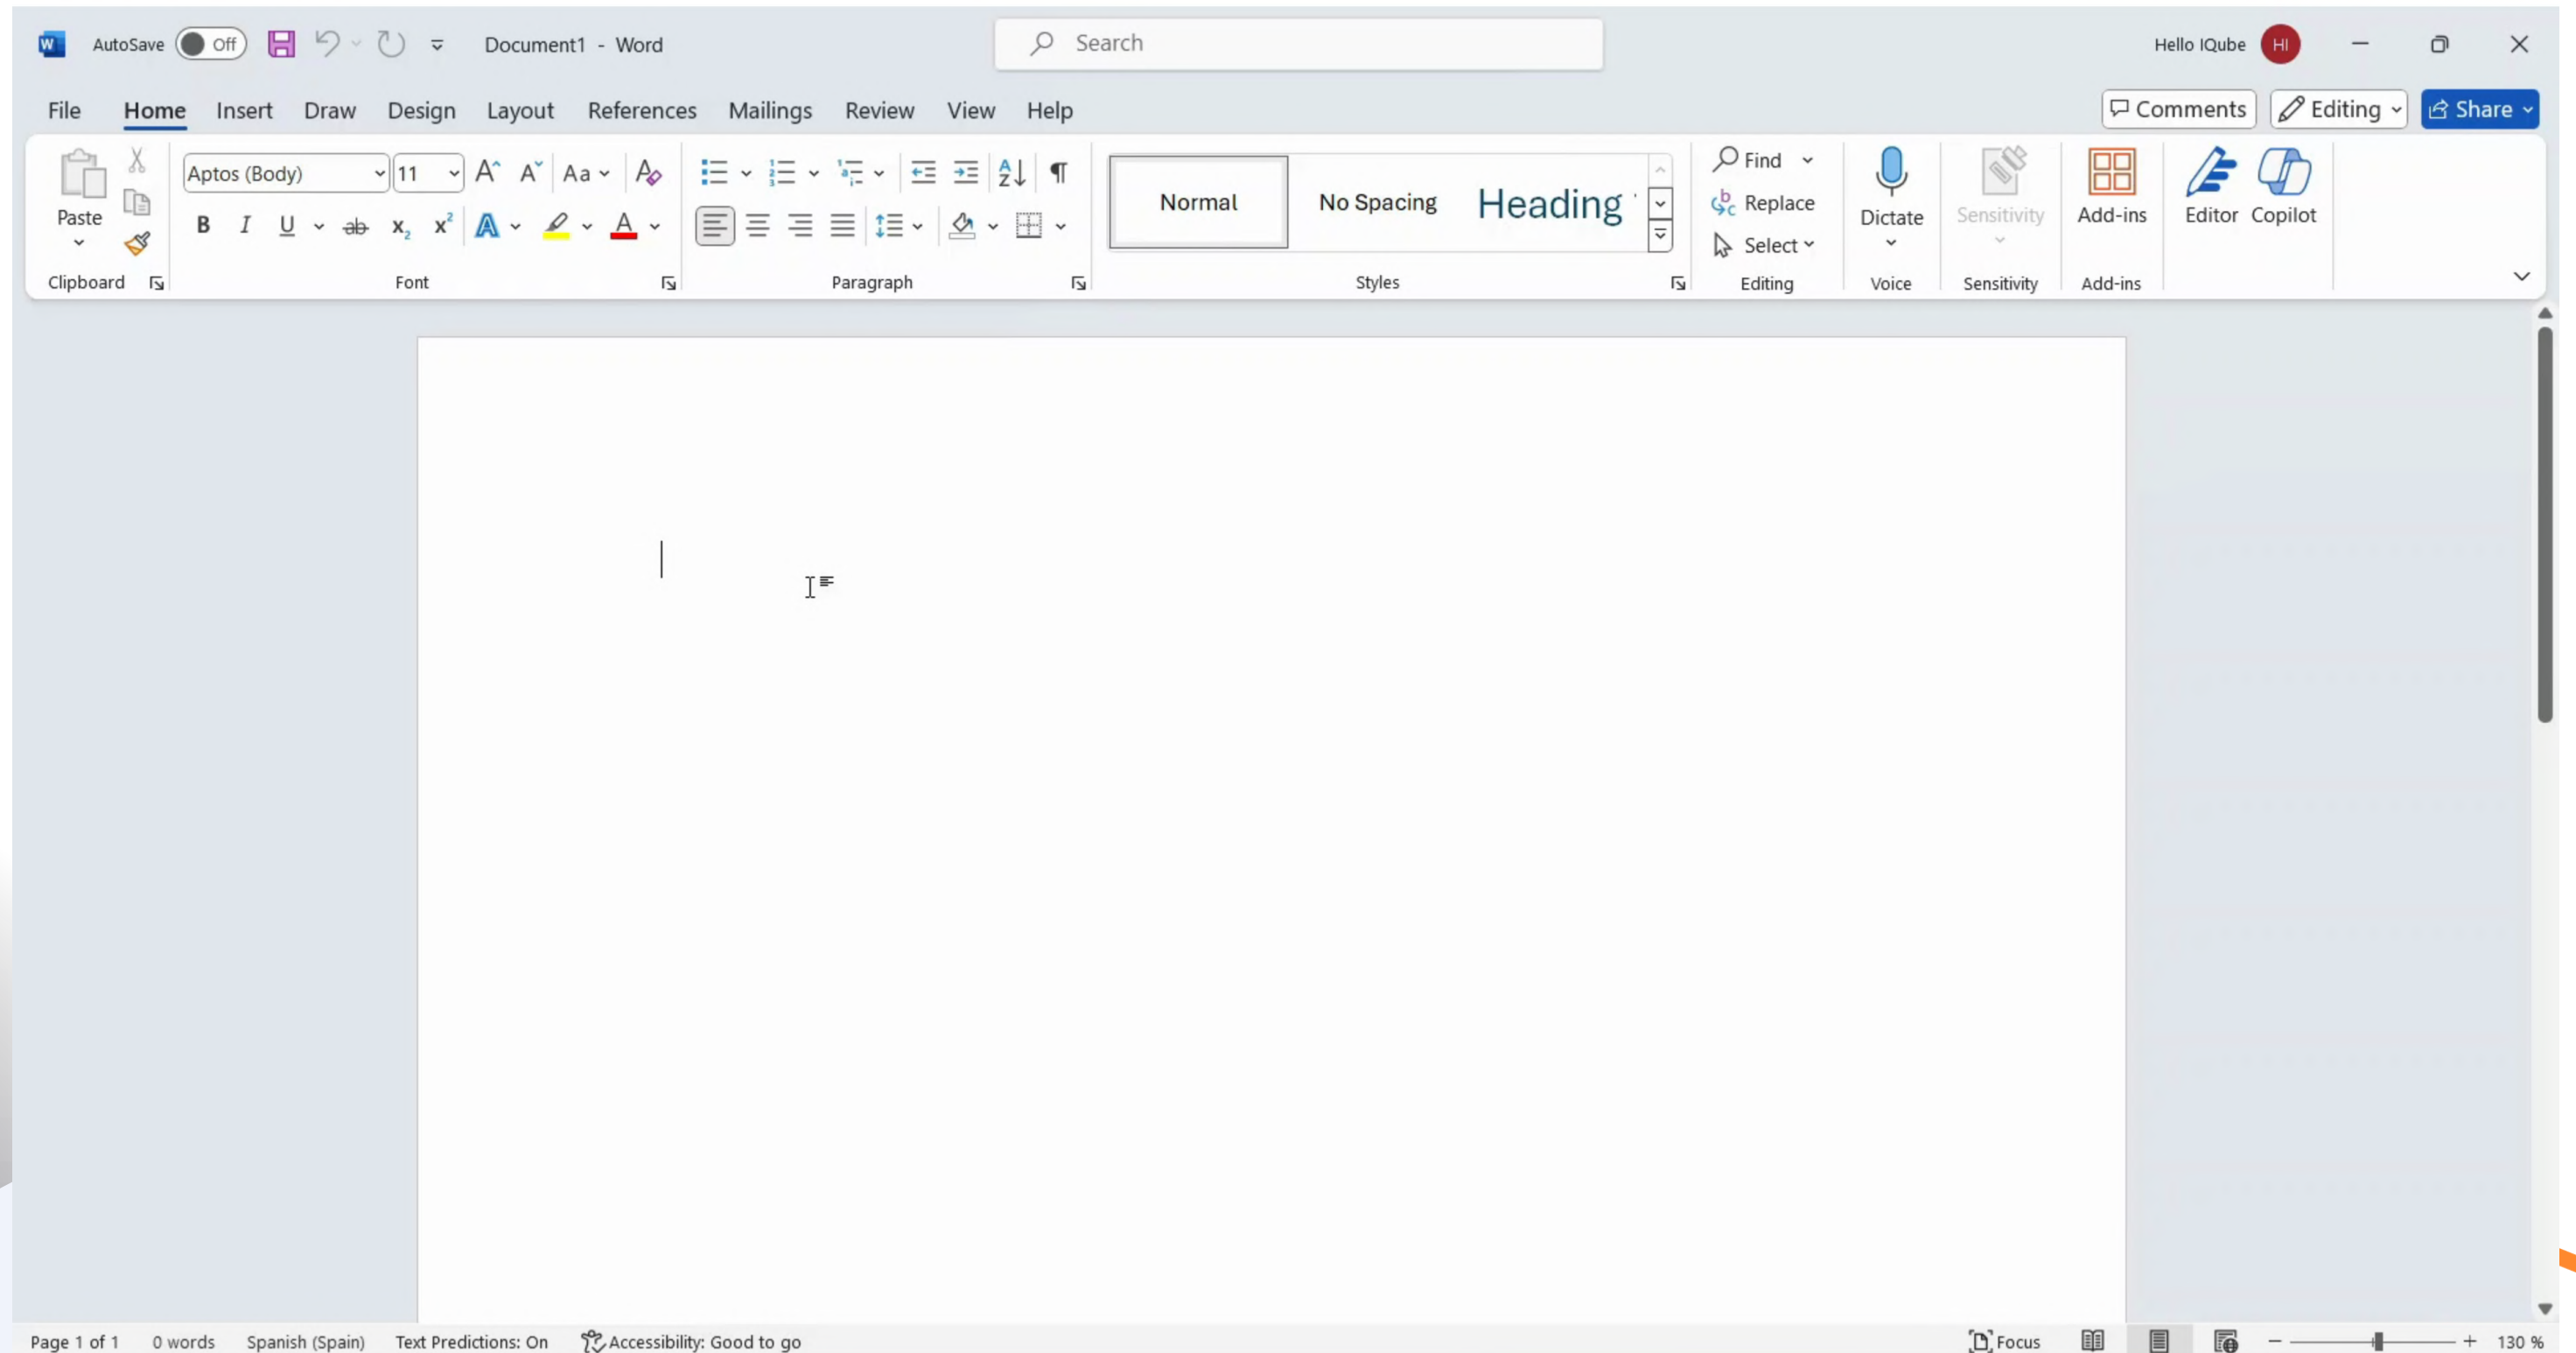 AutoSave Off Document1 - Word Search Hello IQube HI
File Home Insert Draw Design Layout References Mailings Review View Help Comments Editing Share
Paste
Clipboard
Aptos (Body) 11 Aa
B I U ab x₂ x² A A
Font
Paragraph
Normal No Spacing Heading
Styles
Find
Replace
Select
Editing
Dictate
Voice
Sensitivity
Sensitivity
Add-ins
Add-ins
Editor Copilot
Page 1 of 1 0 words Spanish (Spain) Text Predictions: On Accessibility: Good to go Focus 130 %